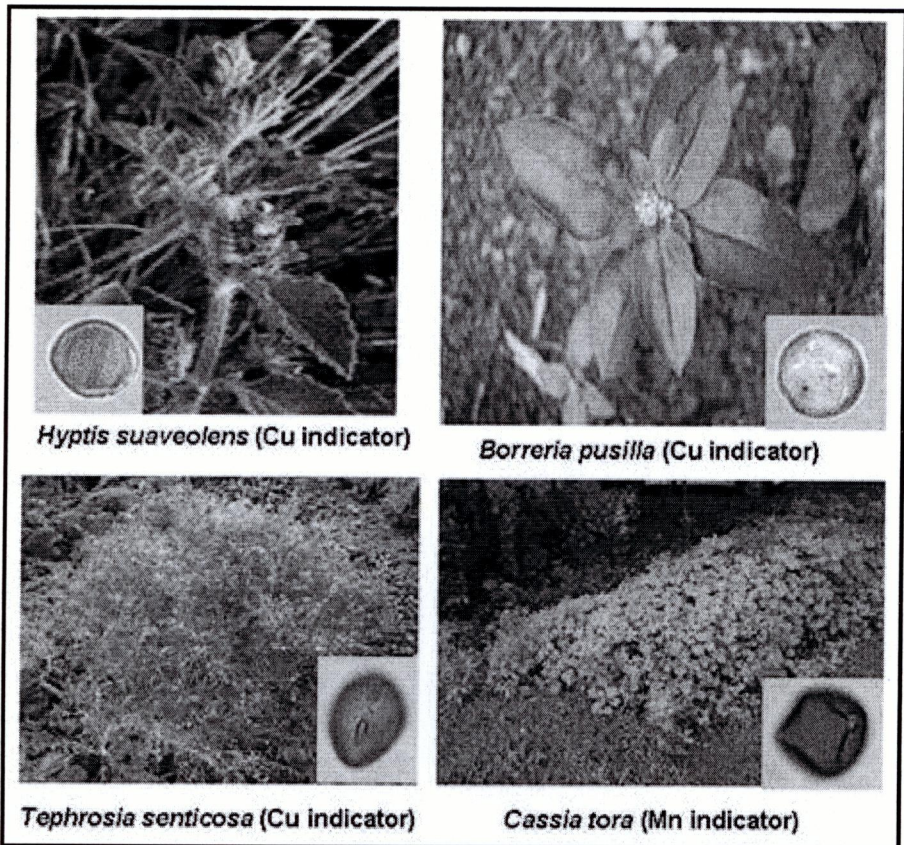 Hyptis suaveolens (Cu indicator)
Borreria pusilla (Cu indicator)
Tephrosia senticosa (Cu indicator)
Cassia tora (Mn indicator)